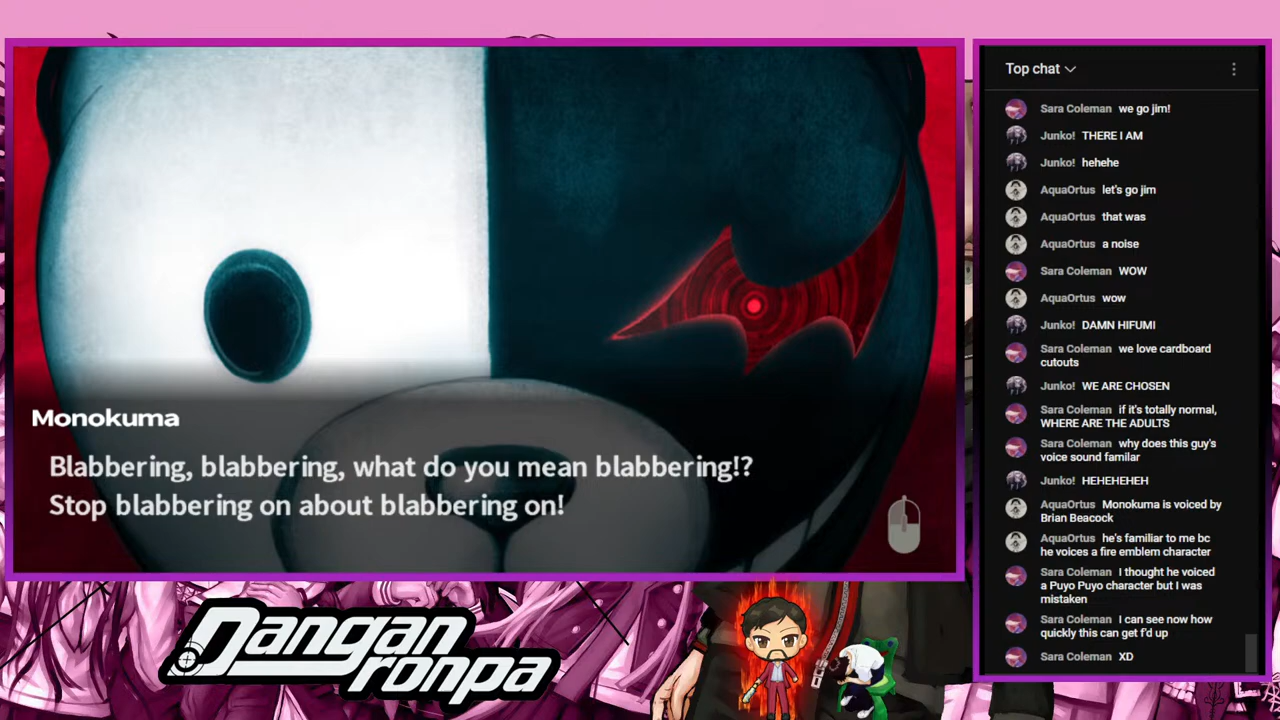 Monokuma
Blabbering, blabbering, what do you mean blabbering!?
Stop blabbering on about blabbering on!
Dangan
ronpa
Top chat
Sara Coleman we go jim!
Junko! THERE I AM
Junko! hehehe
AquaOrtus let's go jim
AquaOrtus that was
AquaOrtus a noise
Sara Coleman WOW
AquaOrtus wow
Junko! DAMN HIFUMI
Sara Coleman we love cardboard
cutouts
Junko! WE ARE CHOSEN
Sara Coleman if it's totally normal,
WHERE ARE THE ADULTS
Sara Coleman why does this guy's
voice sound familar
Junko! HEHEHEHEH
AquaOrtus Monokuma is voiced by
Brian Beacock
AquaOrtus he's familiar to me bc
he voices a fire emblem character
Sara Coleman I thought he voiced
a Puyo Puyo character but I was
mistaken
Sara Coleman I can see now how
quickly this can get f'd up
Sara Coleman XD